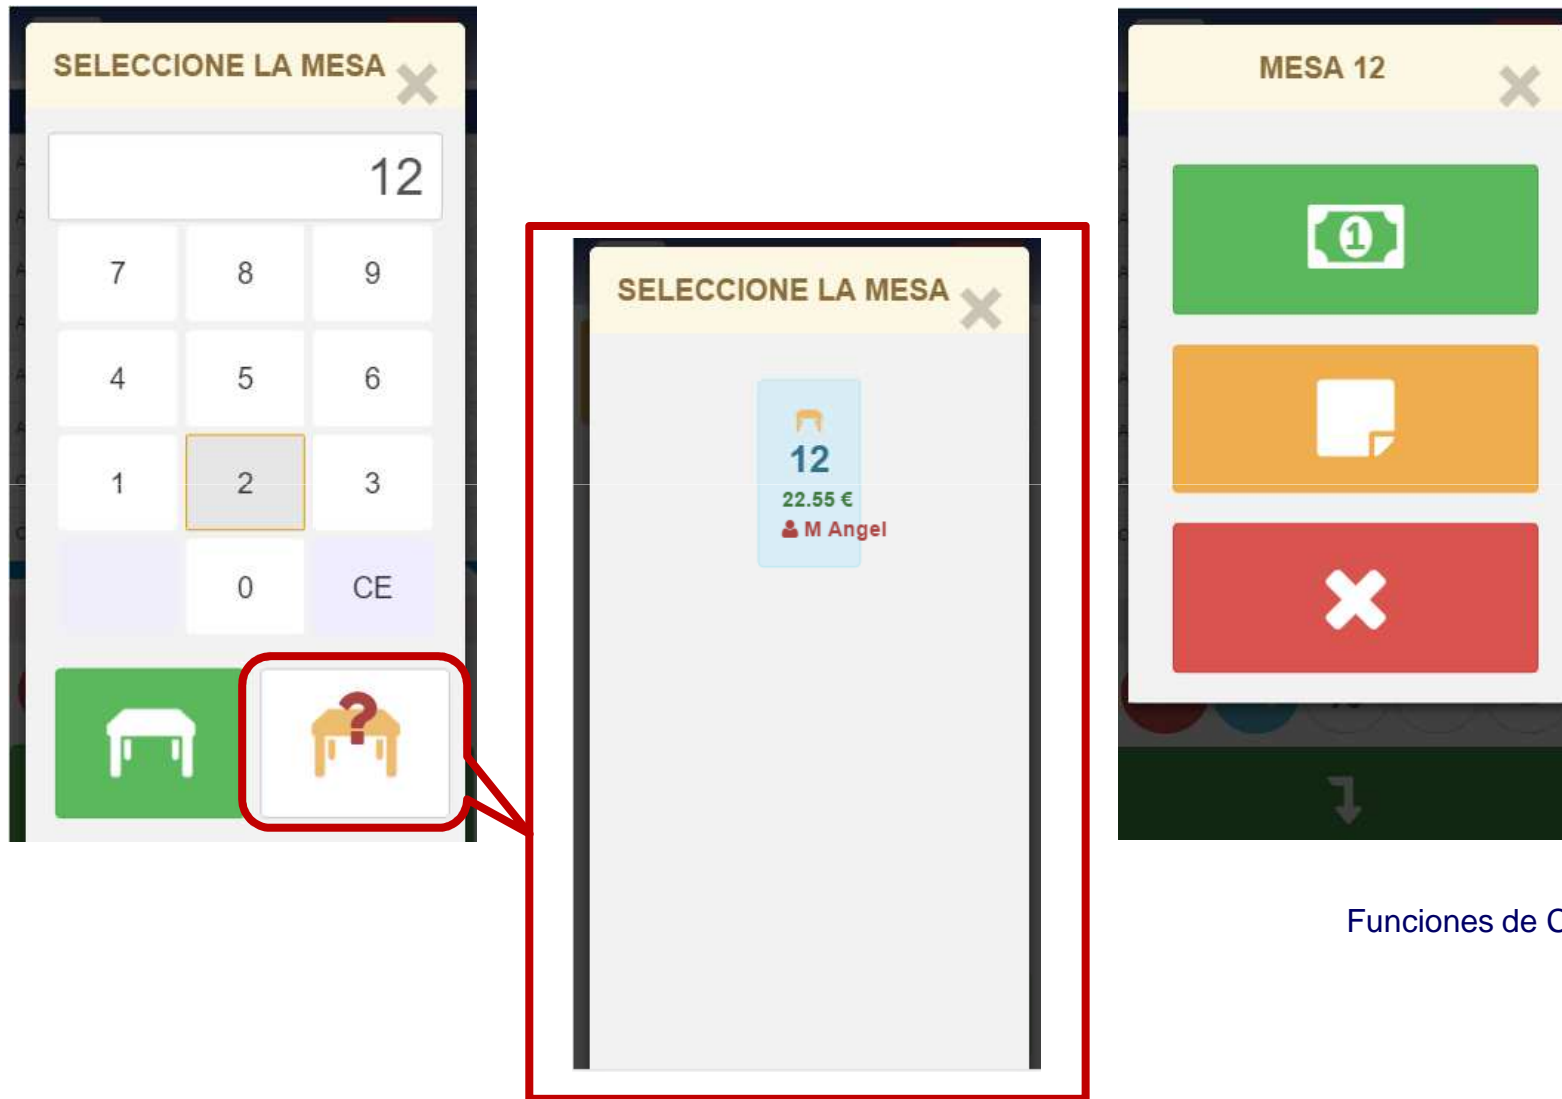 SELECCIONE LA MESA
12
7 8 9
4 5 6
1 2 3
0 CE
SELECCIONE LA MESA
12
22.55 €
M Angel
MESA 12
1
Funciones de